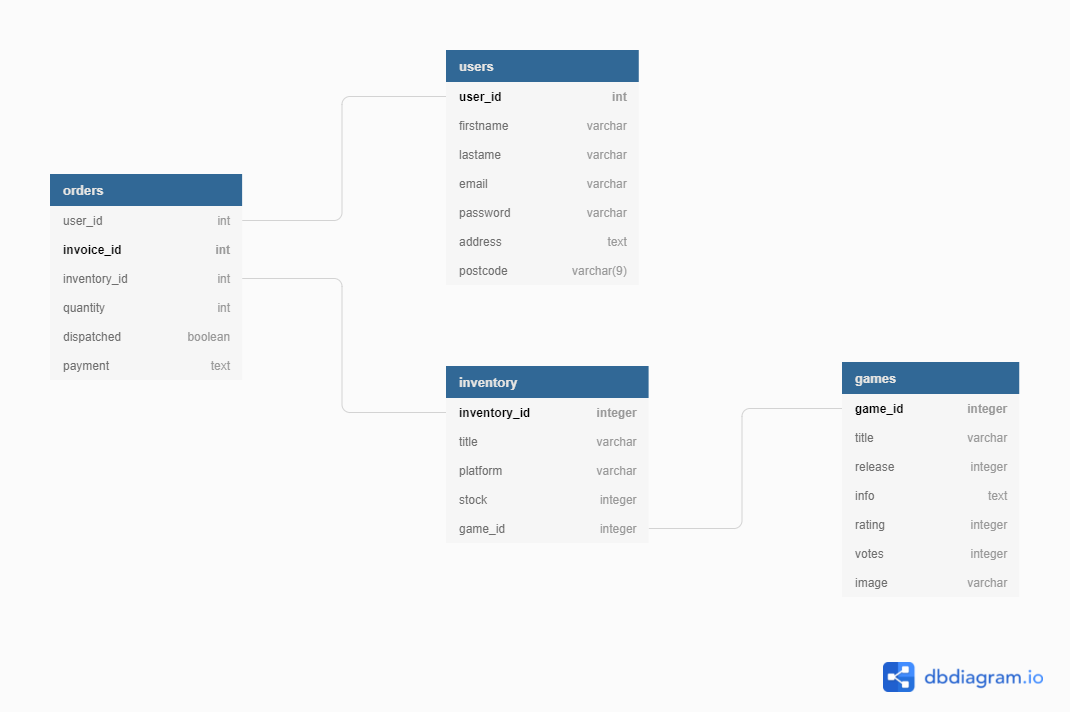 users
user_id int
firstname varchar
lastame varchar
email varchar
password varchar
address text
postcode varchar(9)
orders
user_id int
invoice_id int
inventory_id int
quantity int
dispatched boolean
payment text
inventory
inventory_id integer
title varchar
platform varchar
stock integer
game_id integer
games
game_id integer
title varchar
release integer
info text
rating integer
votes integer
image varchar
dbdiagram.io